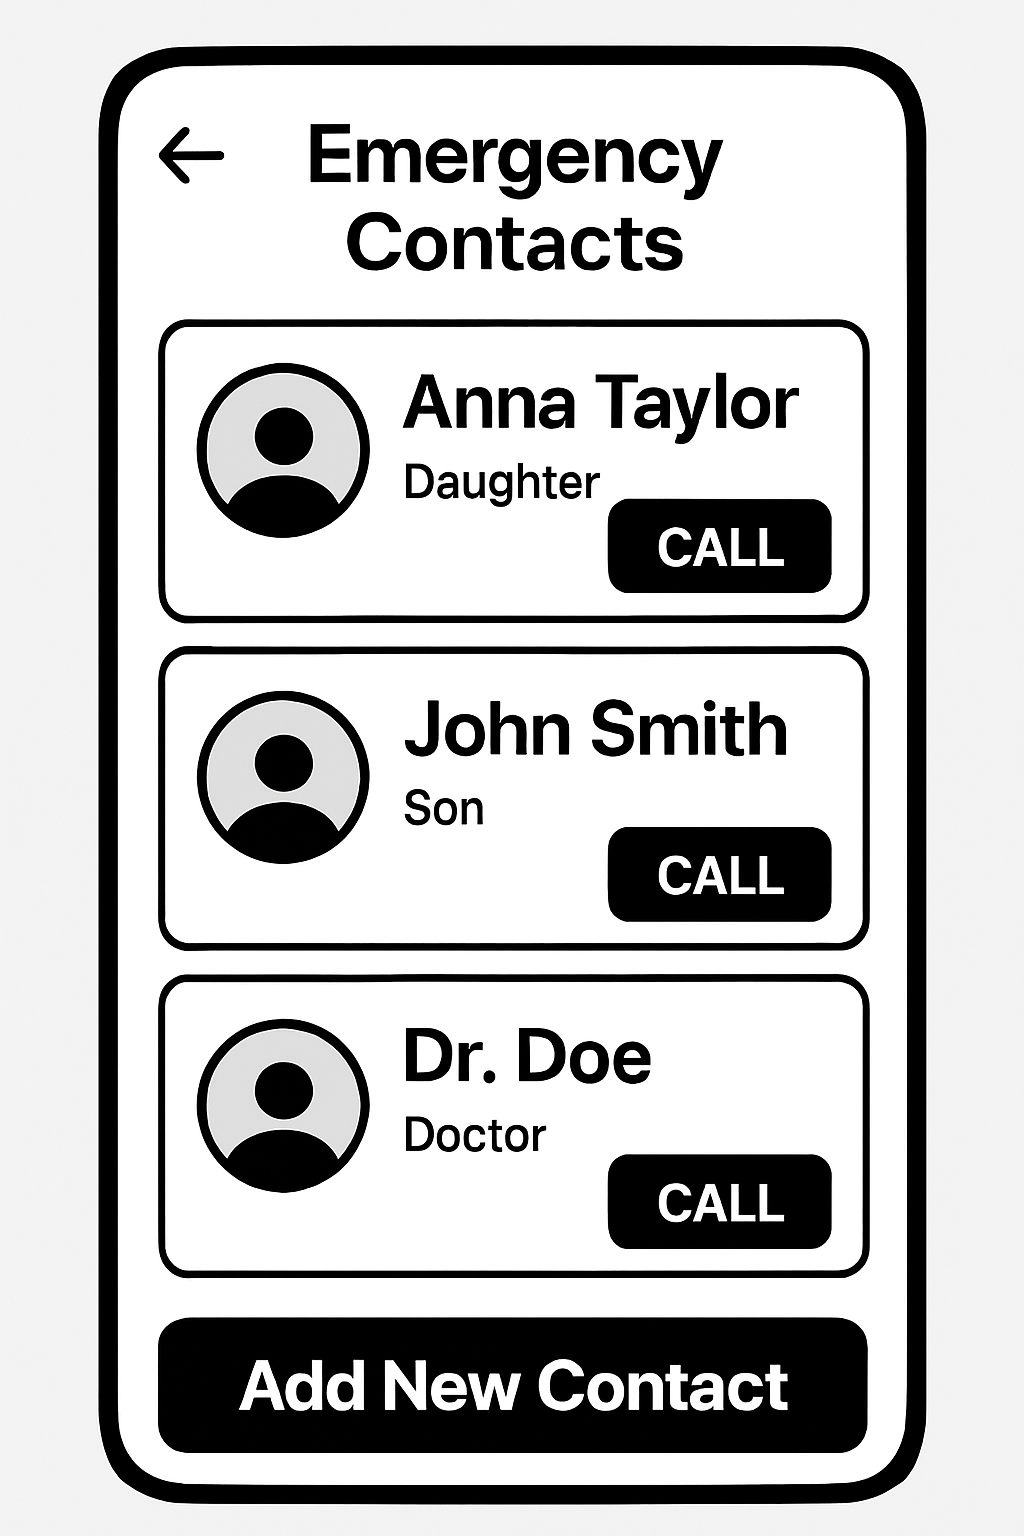 Emergency
Contacts
Anna Taylor
Daughter
CALL
John Smith
Son
CALL
Dr. Doe
Doctor
CALL
Add New Contact